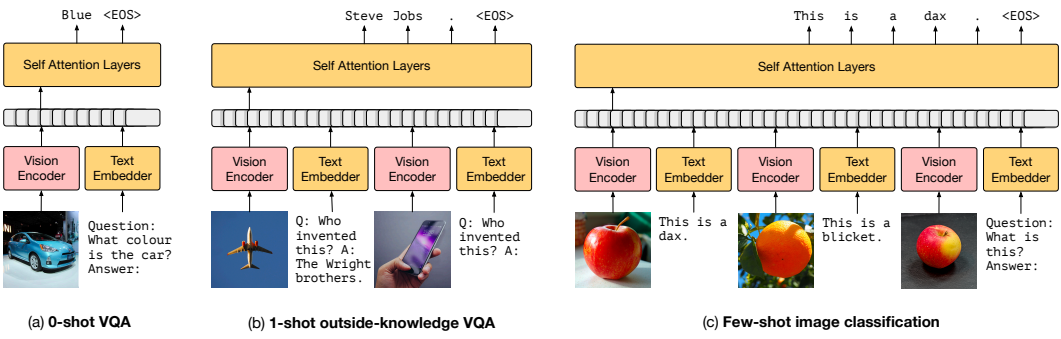 Blue <EOS>
Self Attention Layers
Vision
Encoder
Text
Embedder
Question:
What colour
is the car?
Answer:
(a) 0-shot VQA
Steve Jobs . <EOS>
Self Attention Layers
Vision
Encoder
Text
Embedder
Vision
Encoder
Text
Embedder
Q: Who
invented
this? A:
The Wright
brothers.
Q: Who
invented
this? A:
(b) 1-shot outside-knowledge VQA
This is a dax . <EOS>
Self Attention Layers
Vision
Encoder
Text
Embedder
Vision
Encoder
Text
Embedder
Vision
Encoder
Text
Embedder
This is a
dax.
This is a
blicket.
Question:
What is
this?
Answer:
(c) Few-shot image classification